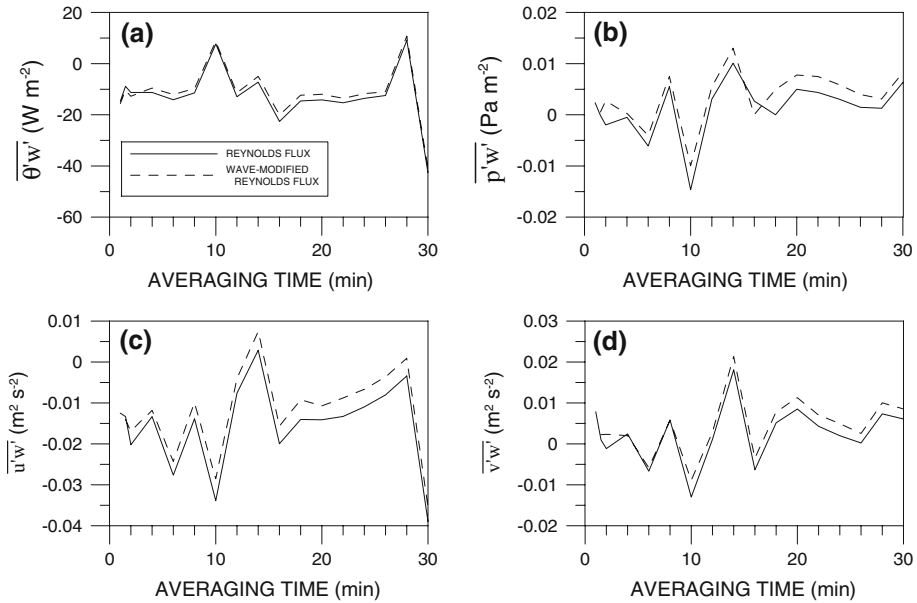 (a)
20
0
-20
-40
-60
θ'w' (W m⁻²)
REYNOLDS FLUX
WAVE-MODIFIED
REYNOLDS FLUX
0
10
20
30
AVERAGING TIME (min)
(b)
0.02
0.01
0
-0.01
-0.02
p'w' (Pa m⁻²)
0
10
20
30
AVERAGING TIME (min)
(c)
0.01
0
-0.01
-0.02
-0.03
-0.04
u'w' (m² s⁻²)
0
10
20
30
AVERAGING TIME (min)
(d)
0.03
0.02
0.01
0
-0.01
-0.02
v'w' (m² s⁻²)
0
10
20
30
AVERAGING TIME (min)